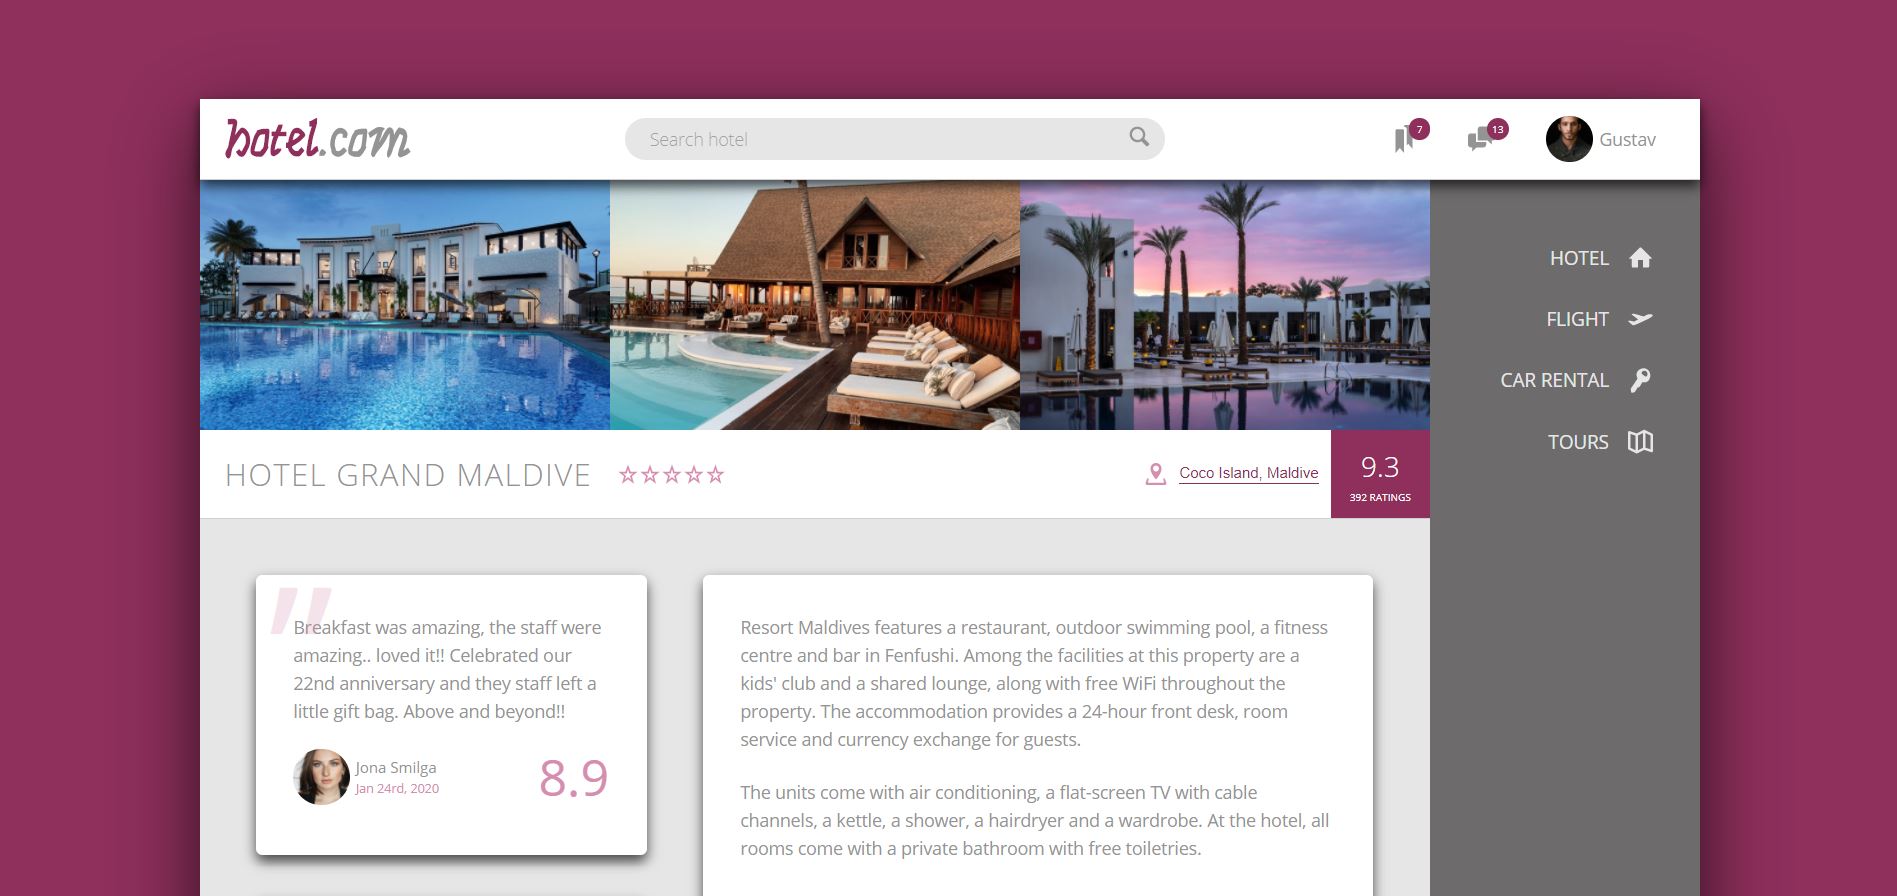 hotel.com
Search hotel
7
13
Gustav
HOTEL
FLIGHT
CAR RENTAL
TOURS
HOTEL GRAND MALDIVE
Coco Island, Maldive
9.3
392 RATINGS
"
Breakfast was amazing, the staff were
amazing.. loved it!! Celebrated our
22nd anniversary and they staff left a
little gift bag. Above and beyond!!
Jona Smilga
Jan 24rd, 2020
8.9
Resort Maldives features a restaurant, outdoor swimming pool, a fitness
centre and bar in Fenfushi. Among the facilities at this property are a
kids' club and a shared lounge, along with free WiFi throughout the
property. The accommodation provides a 24-hour front desk, room
service and currency exchange for guests.
The units come with air conditioning, a flat-screen TV with cable
channels, a kettle, a shower, a hairdryer and a wardrobe. At the hotel, all
rooms come with a private bathroom with free toiletries.